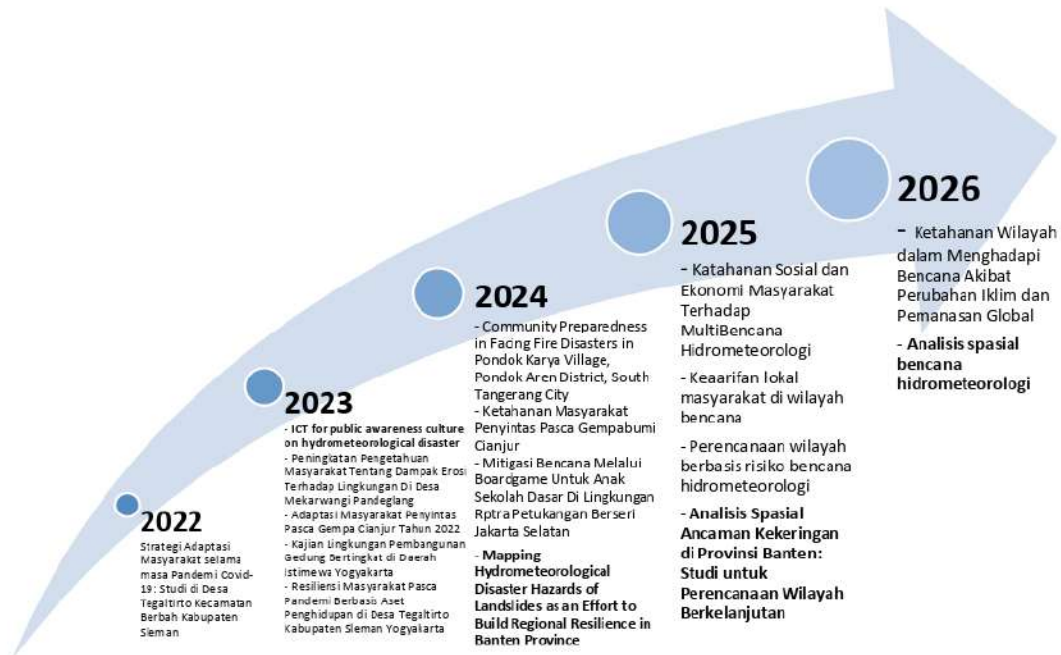 2022
Strategi Adaptasi
Masyarakat selama
masa Pandemi Covid-
19: Studi di Desa
Tegaltirto Kecamatan
Berbah Kabupaten
Sleman
2023
- ICT for public awareness culture
on hydrometeorological disaster
- Peningkatan Pengetahuan
Masyarakat Tentang Dampak Erosi
Terhadap Lingkungan Di Desa
Mekarwangi Pandeglang
- Adaptasi Masyarakat Penyintas
Pasca Gempa Cianjur Tahun 2022
- Kajian Lingkungan Pembangunan
Gedung Bertingkat di Daerah
Istimewa Yogyakarta
- Resiliensi Masyarakat Pasca
Pandemi Berbasis Aset
Penghidupan di Desa Tegaltirto
Kabupaten Sleman Yogyakarta
2024
- Community Preparedness
in Facing Fire Disasters in
Pondok Karya Village,
Pondok Aren District, South
Tangerang City
- Ketahanan Masyarakat
Penyintas Pasca Gempabumi
Cianjur
- Mitigasi Bencana Melalui
Boardgame Untuk Anak
Sekolah Dasar Di Lingkungan
Rptra Petukangan Berseri
Jakarta Selatan
- Mapping
Hydrometeorological
Disaster Hazards of
Landslides as an Effort to
Build Regional Resilience in
Banten Province
2025
- Katahanan Sosial dan
Ekonomi Masyarakat
Terhadap
MultiBencana
Hidrometeorologi
- Keaarifan lokal
masyarakat di wilayah
bencana
- Perencanaan wilayah
berbasis risiko bencana
hidrometeorologi
- Analisis Spasial
Ancaman Kekeringan
di Provinsi Banten:
Studi untuk
Perencanaan Wilayah
Berkelanjutan
2026
- Ketahanan Wilayah
dalam Menghadapi
Bencana Akibat
Perubahan Iklim dan
Pemanasan Global
- Analisis spasial
bencana
hidrometeorologi